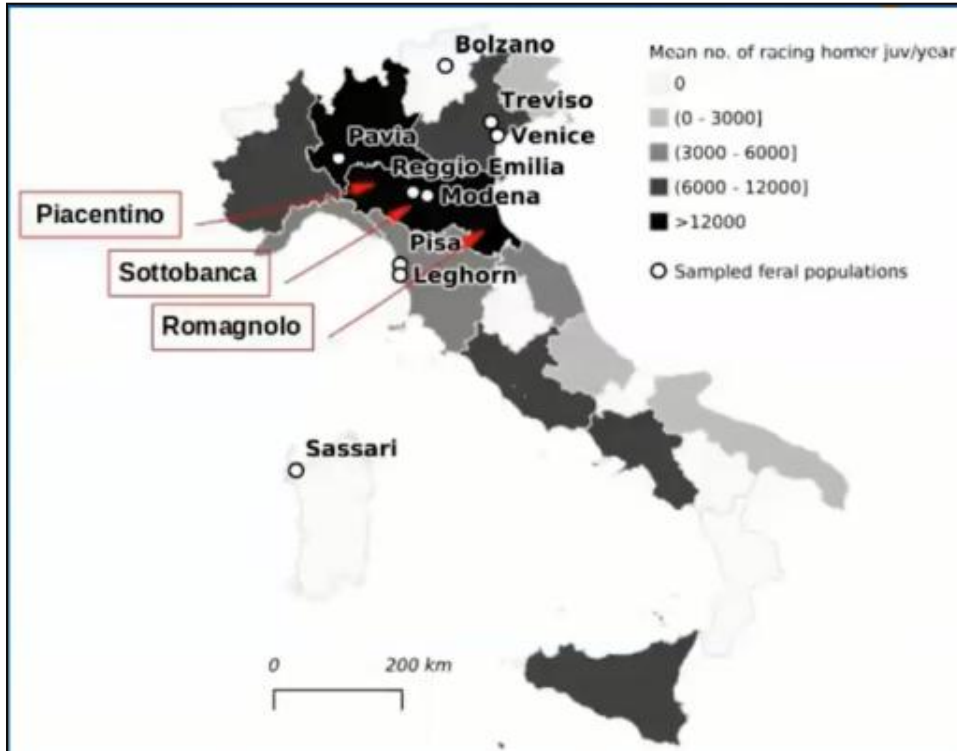 Bolzano
Mean no. of racing homer juv/year
0
(0 - 3000]
(3000 - 6000]
(6000 - 12000]
>12000
Sampled feral populations
Treviso
Venice
Pavia
Reggio Emilia
Modena
Piacentino
Pisa
Sottobanca
Leghorn
Romagnolo
Sassari
0 200 km